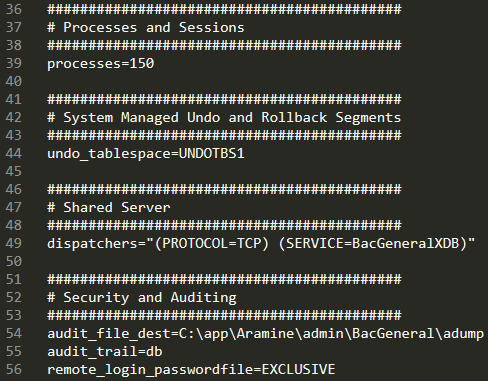 36 ###########################################
37 # Processes and Sessions
38 ###########################################
39 processes=150
40
41 ###########################################
42 # System Managed Undo and Rollback Segments
43 ###########################################
44 undo_tablespace=UNDOTBS1
45
46 ###########################################
47 # Shared Server
48 ###########################################
49 dispatchers="(PROTOCOL=TCP) (SERVICE=BacGeneralXDB)"
50
51 ###########################################
52 # Security and Auditing
53 ###########################################
54 audit_file_dest=C:\app\Aramine\admin\BacGeneral\adump
55 audit_trail=db
56 remote_login_passwordfile=EXCLUSIVE